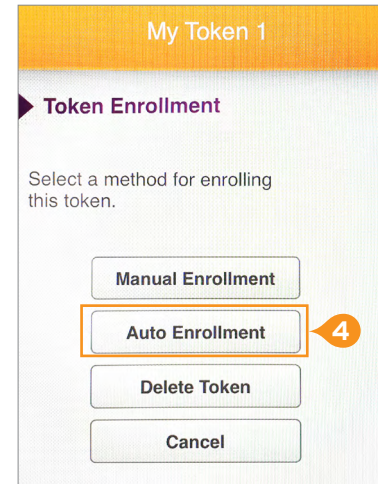 My Token 1
Token Enrollment
Select a method for enrolling
this token.
Manual Enrollment
Auto Enrollment
4
Delete Token
Cancel